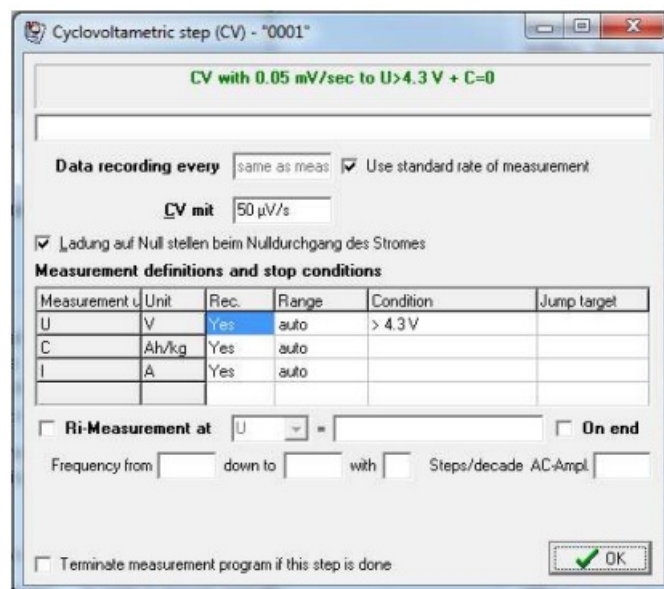 Cyclovoltametric step (CV) - "0001"
CV with 0.05 mV/sec to U>4.3 V + C=0
Data recording every same as meas Use standard rate of measurement
CV mit 50 µV/s
Ladung auf Null stellen beim Nulldurchgang des Stromes
Measurement definitions and stop conditions
Measurement u Unit Rec. Range Condition Jump target
U V Yes auto > 4.3 V
C Ah/kg Yes auto
I A Yes auto
Ri-Measurement at U = On end
Frequency from down to with Steps/decade AC-Ampl.
Terminate measurement program if this step is done OK